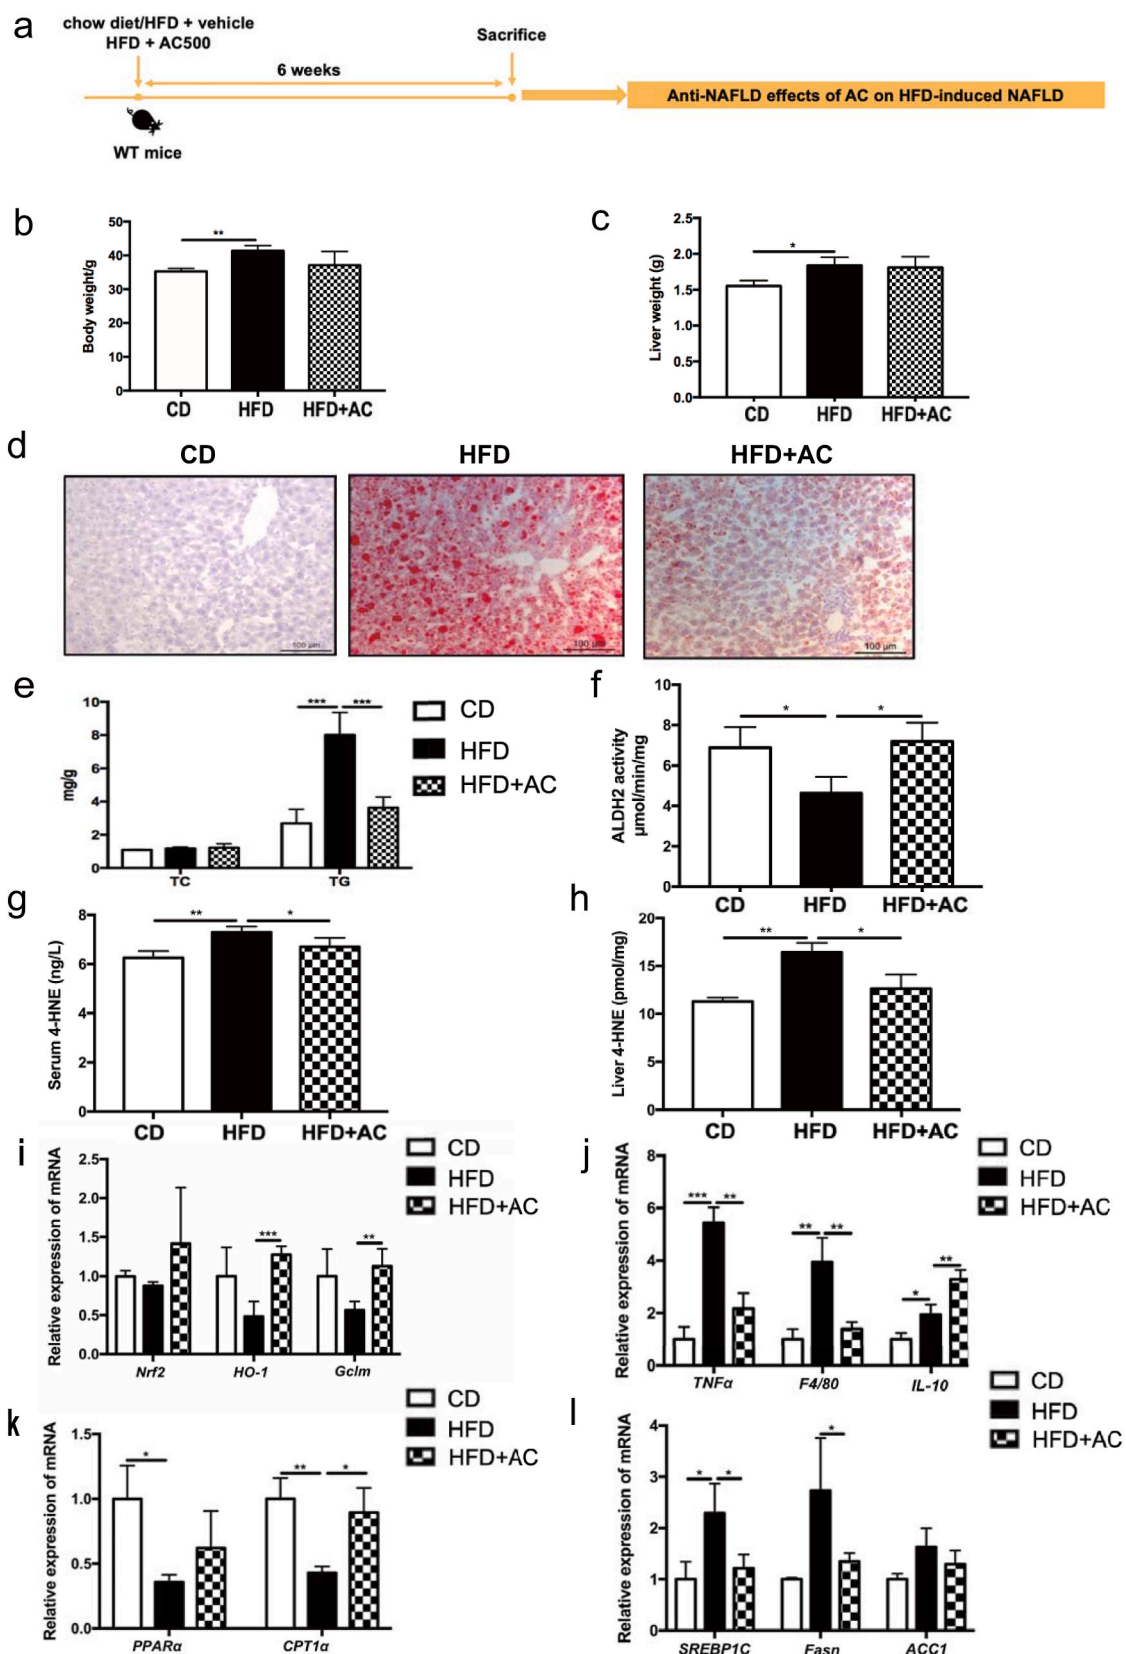 a
chow diet/HFD + vehicle
HFD + AC500
Sacrifice
6 weeks
Anti-NAFLD effects of AC on HFD-induced NAFLD
WT mice
b
Body weight/g
50
40
30
20
10
0
**
CD HFD HFD+AC
c
Liver weight (g)
2.5
2.0
1.5
1.0
0.5
0.0
*
CD HFD HFD+AC
d
CD HFD HFD+AC
100 μm 100 μm 100 μm
e
mg/g
10
8
6
4
2
0
*** ***
TC TG
CD
HFD
HFD+AC
f
ALDH2 activity
μmol/min/mg
10
8
6
4
2
0
* *
CD HFD HFD+AC
g
Serum 4-HNE (ng/L)
8
6
4
2
0
** *
CD HFD HFD+AC
h
Liver 4-HNE (pmol/mg)
20
15
10
5
0
** *
CD HFD HFD+AC
i
Relative expression of mRNA
2.5
2.0
1.5
1.0
0.5
0.0
*** **
Nrf2 HO-1 Gclm
CD
HFD
HFD+AC
j
Relative expression of mRNA
8
6
4
2
0
*** ** ** ** * **
TNFα F4/80 IL-10
CD
HFD
HFD+AC
k
Relative expression of mRNA
1.5
1.0
0.5
0.0
* ** *
PPARα CPT1α
CD
HFD
HFD+AC
l
Relative expression of mRNA
4
3
2
1
0
* * *
SREBP1C Fasn ACC1
CD
HFD
HFD+AC